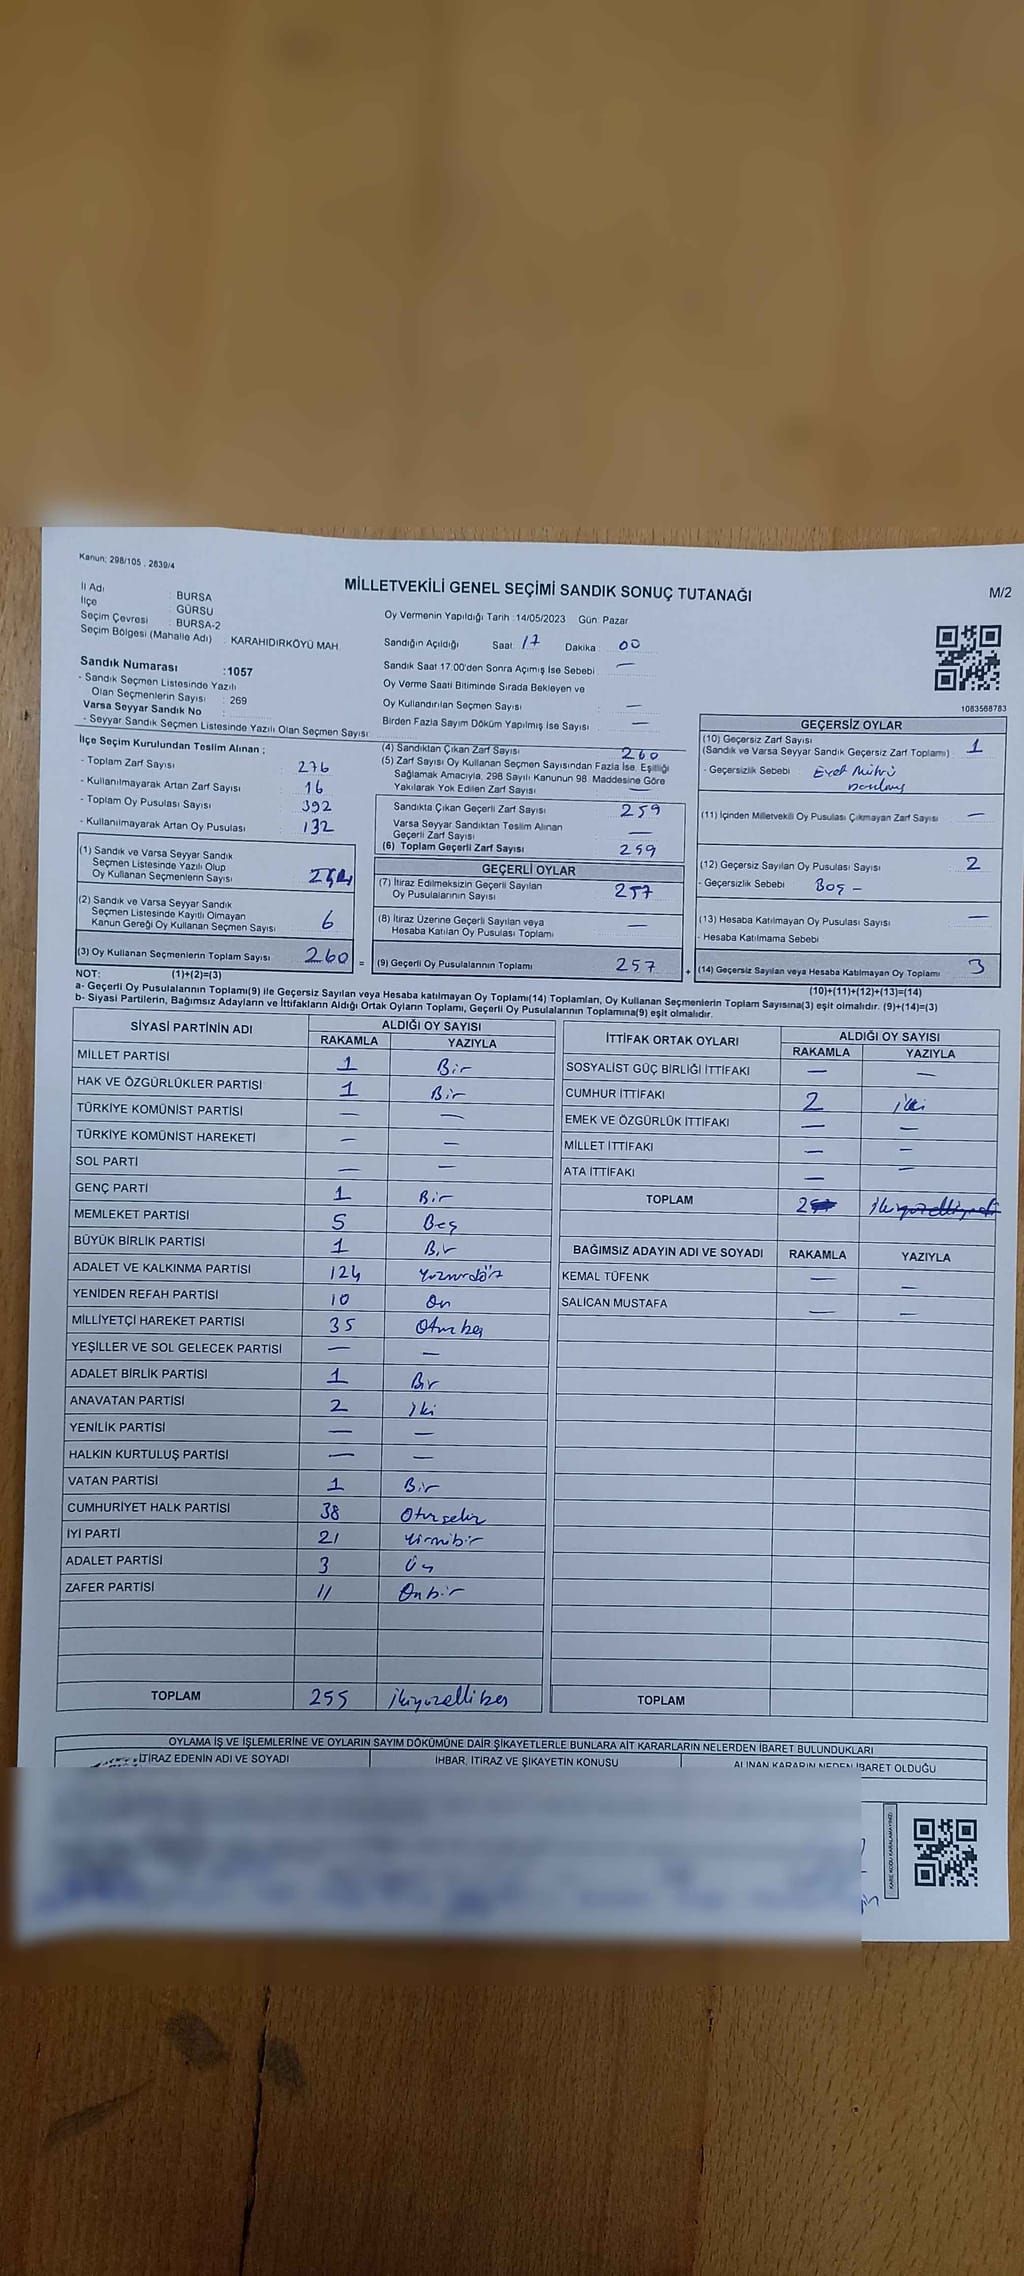 Kanun: 298/105 , 2839/4
MİLLETVEKİLİ GENEL SEÇİMİ SANDIK SONUÇ TUTANAĞI
M/2
İl Adı : BURSA
İlçe : GÜRSU
Seçim Çevresi : BURSA-2
Seçim Bölgesi (Mahalle Adı) : KARAHIDIRKÖYÜ MAH
Oy Vermenin Yapıldığı Tarih :14/05/2023 Gün: Pazar
Sandığın Açıldığı Saat 17 Dakika 00
Sandık Saat 17 00'den Sonra Açımış İse Sebebi —
Oy Verme Saati Bitiminde Sırada Bekleyen ve
Oy Kullandırılan Seçmen Sayısı : —
Birden Fazla Sayım Döküm Yapılmış İse Sayısı : —
1083568783
Sandık Numarası :1057
- Sandık Seçmen Listesinde Yazılı
Olan Seçmenlerin Sayısı : 269
Varsa Seyyar Sandık No :
- Seyyar Sandık Seçmen Listesinde Yazılı Olan Seçmen Sayısı :
İlçe Seçim Kurulundan Teslim Alınan ;
- Toplam Zarf Sayısı : 276
- Kullanılmayarak Artan Zarf Sayısı : 16
- Toplam Oy Pusulası Sayısı : 392
- Kullanılmayarak Artan Oy Pusulası : 132
(1) Sandık ve Varsa Seyyar Sandık
Seçmen Listesinde Yazılı Olup
Oy Kullanan Seçmenlerin Sayısı :
(2) Sandık ve Varsa Seyyar Sandık
Seçmen Listesinde Kayıtlı Olmayan
Kanun Gereği Oy Kullanan Seçmen Sayısı : 6
(3) Oy Kullanan Seçmenlerin Toplam Sayısı : 260 =
(4) Sandıktan Çıkan Zarf Sayısı : 260
(5) Zarf Sayısı Oy Kullanan Seçmen Sayısından Fazla İse, Eşitliği
Sağlamak Amacıyla, 298 Sayılı Kanunun 98. Maddesine Göre
Yakılarak Yok Edilen Zarf Sayısı : —
Sandıkta Çıkan Geçerli Zarf Sayısı : 259
Varsa Seyyar Sandıktan Teslim Alınan
Geçerli Zarf Sayısı : —
(6) Toplam Geçerli Zarf Sayısı : 259
GEÇERLİ OYLAR
(7) İtiraz Edilmeksizin Geçerli Sayılan
Oy Pusulalarının Sayısı : 257
(8) İtiraz Üzerine Geçerli Sayılan veya
Hesaba Katılan Oy Pusulası Toplamı : —
(9) Geçerli Oy Pusulalarının Toplamı : 257 +
GEÇERSİZ OYLAR
(10) Geçersiz Zarf Sayısı
(Sandık ve Varsa Seyyar Sandık Geçersiz Zarf Toplamı) : 1
- Geçersizlik Sebebi : Evet Mührü
(11) İçinden Milletvekili Oy Pusulası Çıkmayan Zarf Sayısı : —
(12) Geçersiz Sayılan Oy Pusulası Sayısı : 2
- Geçersizlik Sebebi : Boş -
(13) Hesaba Katılmayan Oy Pusulası Sayısı : —
- Hesaba Katılmama Sebebi
(14) Geçersiz Sayılan veya Hesaba Katılmayan Oy Toplamı : 3
NOT: (1)+(2)=(3)
(10)+(11)+(12)+(13)=(14)
a- Geçerli Oy Pusulalarının Toplamı(9) ile Geçersiz Sayılan veya Hesaba katılmayan Oy Toplamı(14) Toplamları, Oy Kullanan Seçmenlerin Toplam Sayısına(3) eşit olmalıdır. (9)+(14)=(3)
b- Siyasi Partilerin, Bağımsız Adayların ve İttifakların Aldığı Ortak Oyların Toplamı, Geçerli Oy Pusulalarının Toplamına(9) eşit olmalıdır.
SİYASİ PARTİNİN ADI ALDIĞI OY SAYISI
RAKAMLA YAZIYLA
MİLLET PARTİSİ 1 Bir
HAK VE ÖZGÜRLÜKLER PARTİSİ 1 Bir
TÜRKİYE KOMÜNİST PARTİSİ — —
TÜRKİYE KOMÜNİST HAREKETİ — —
SOL PARTİ — —
GENÇ PARTİ 1 Bir
MEMLEKET PARTİSİ 5 Beş
BÜYÜK BİRLİK PARTİSİ 1 Bir
ADALET VE KALKINMA PARTİSİ 124
YENİDEN REFAH PARTİSİ 10 On
MİLLİYETÇİ HAREKET PARTİSİ 35 Otuzbeş
YEŞİLLER VE SOL GELECEK PARTİSİ — —
ADALET BİRLİK PARTİSİ 1 Bir
ANAVATAN PARTİSİ 2 iki
YENİLİK PARTİSİ — —
HALKIN KURTULUŞ PARTİSİ — —
VATAN PARTİSİ 1 Bir
CUMHURİYET HALK PARTİSİ 38 Otuzsekiz
İYİ PARTİ 21 Yirmibir
ADALET PARTİSİ 3 Üç
ZAFER PARTİSİ 11 Onbir
TOPLAM 255 ikiyüzellibeş
İTTİFAK ORTAK OYLARI ALDIĞI OY SAYISI
RAKAMLA YAZIYLA
SOSYALİST GÜÇ BİRLİĞİ İTTİFAKI — —
CUMHUR İTTİFAKI 2 iki
EMEK VE ÖZGÜRLÜK İTTİFAKI — —
MİLLET İTTİFAKI — —
ATA İTTİFAKI — —
TOPLAM 2
BAĞIMSIZ ADAYIN ADI VE SOYADI RAKAMLA YAZIYLA
KEMAL TÜFENK — —
SALİCAN MUSTAFA — —
TOPLAM
OYLAMA İŞ VE İŞLEMLERİNE VE OYLARIN SAYIM DÖKÜMÜNE DAİR ŞİKAYETLERLE BUNLARA AİT KARARLARIN NELERDEN İBARET BULUNDUKLARI
İTİRAZ EDENİN ADI VE SOYADI İHBAR, İTİRAZ VE ŞİKAYETİN KONUSU ALINAN KARARIN NEDEN İBARET OLDUĞU
KARE KODU KARALAMAYINIZ!